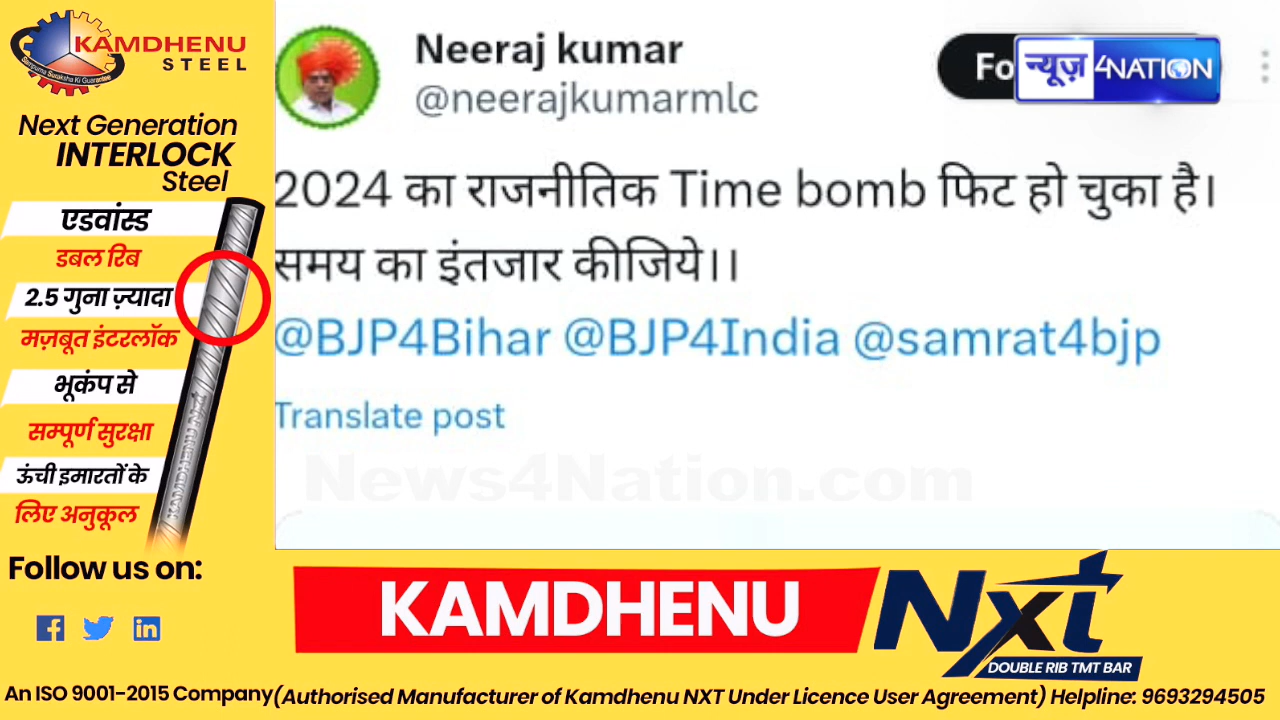 KAMDHENU
STEEL
Sampurna Suraksha Ki Guarantee
Next Generation
INTERLOCK
Steel
एडवांस्ड
डबल रिब
2.5 गुना ज़्यादा
मज़बूत इंटरलॉक
भूकंप से
सम्पूर्ण सुरक्षा
ऊंची इमारतों के
लिए अनुकूल
KAMDHENU NXT
Follow us on:
Neeraj kumar
@neerajkumarmlc
Fo
न्यूज़ 4NATION
2024 का राजनीतिक Time bomb फिट हो चुका है।
समय का इंतजार कीजिये।।
@BJP4Bihar @BJP4India @samrat4bjp
Translate post
News4Nation.com
KAMDHENU Nxt
DOUBLE RIB TMT BAR
An ISO 9001-2015 Company (Authorised Manufacturer of Kamdhenu NXT Under Licence User Agreement) Helpline: 9693294505